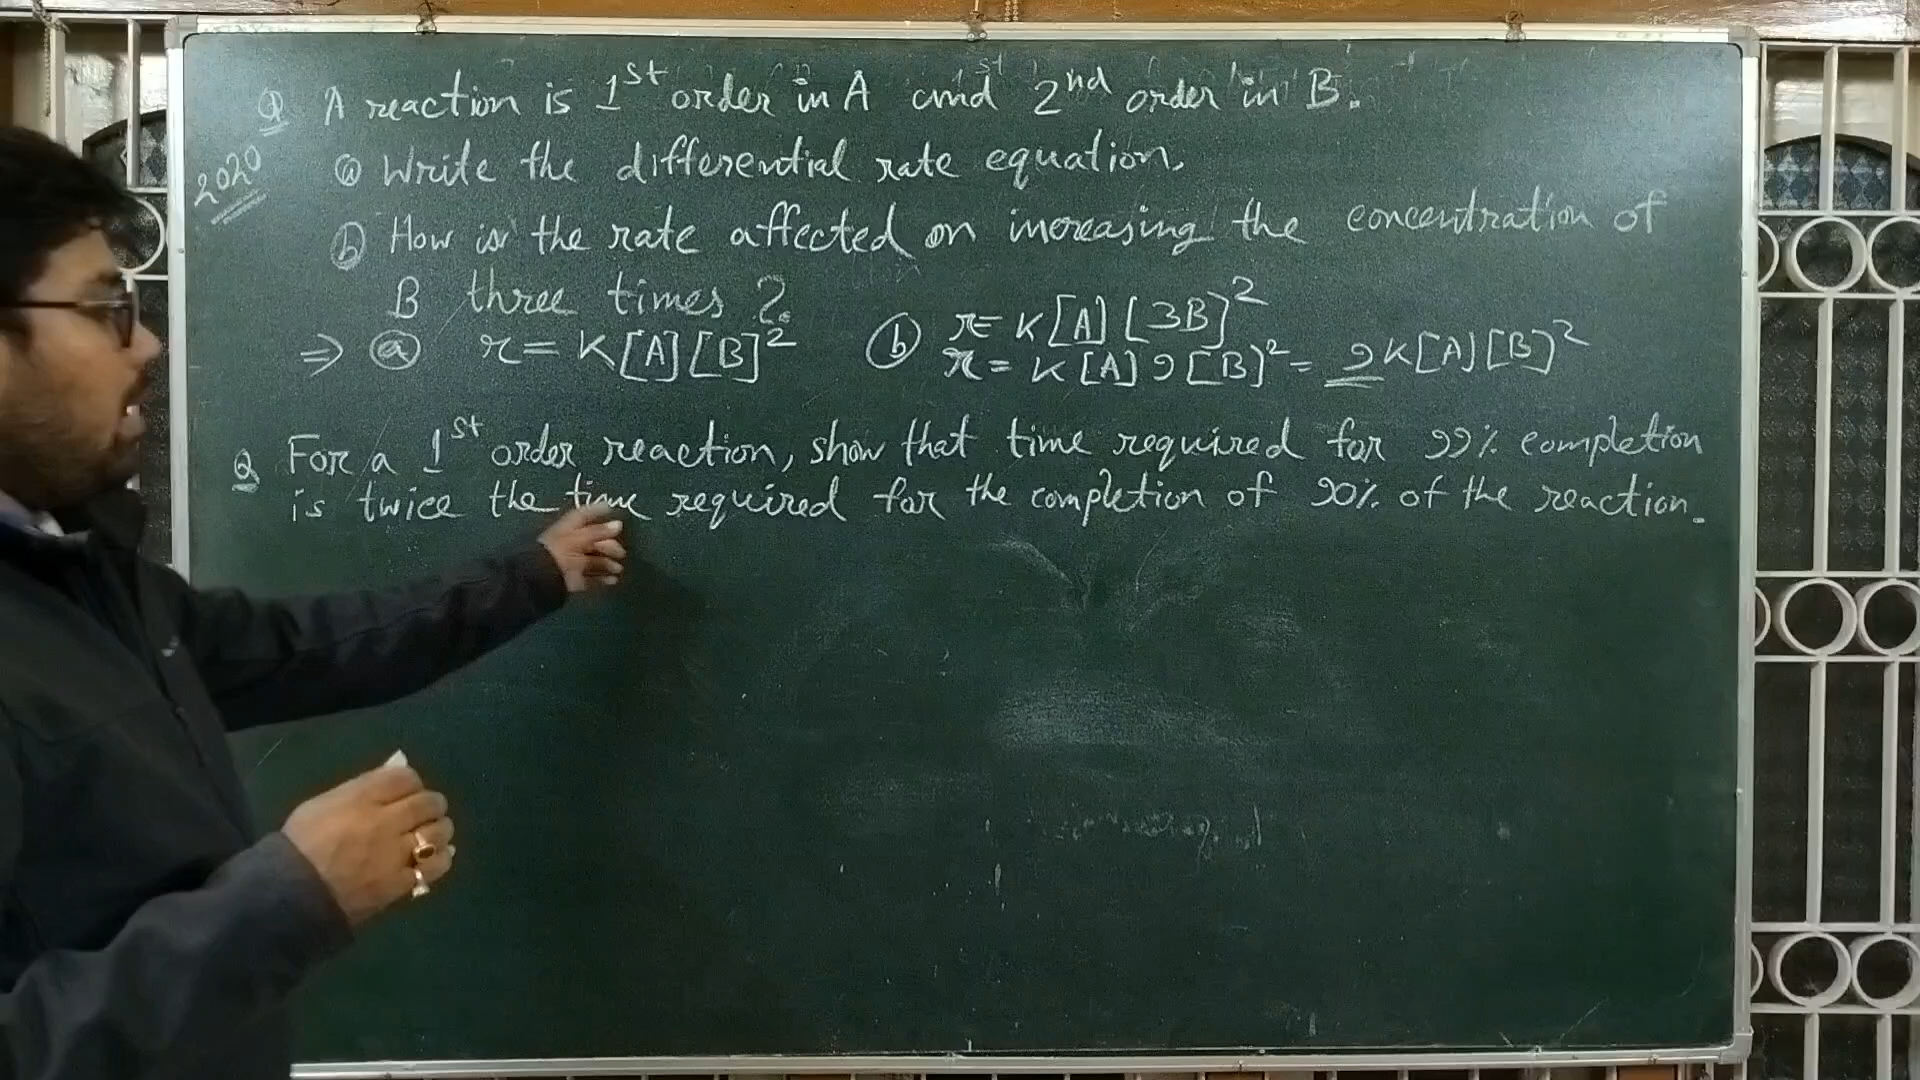 Q A reaction is 1st order in A and 2nd order in B.
2020
(a) Write the differential rate equation.
(b) How is the rate affected on increasing the concentration of
B three times ?
⇒ (a) r = K[A][B]²
(b) r = K[A][3B]²
r = K[A] 9[B]² = 9K[A][B]²
Q For a 1st order reaction, show that time required for 99% completion
is twice the time required for the completion of 90% of the reaction.